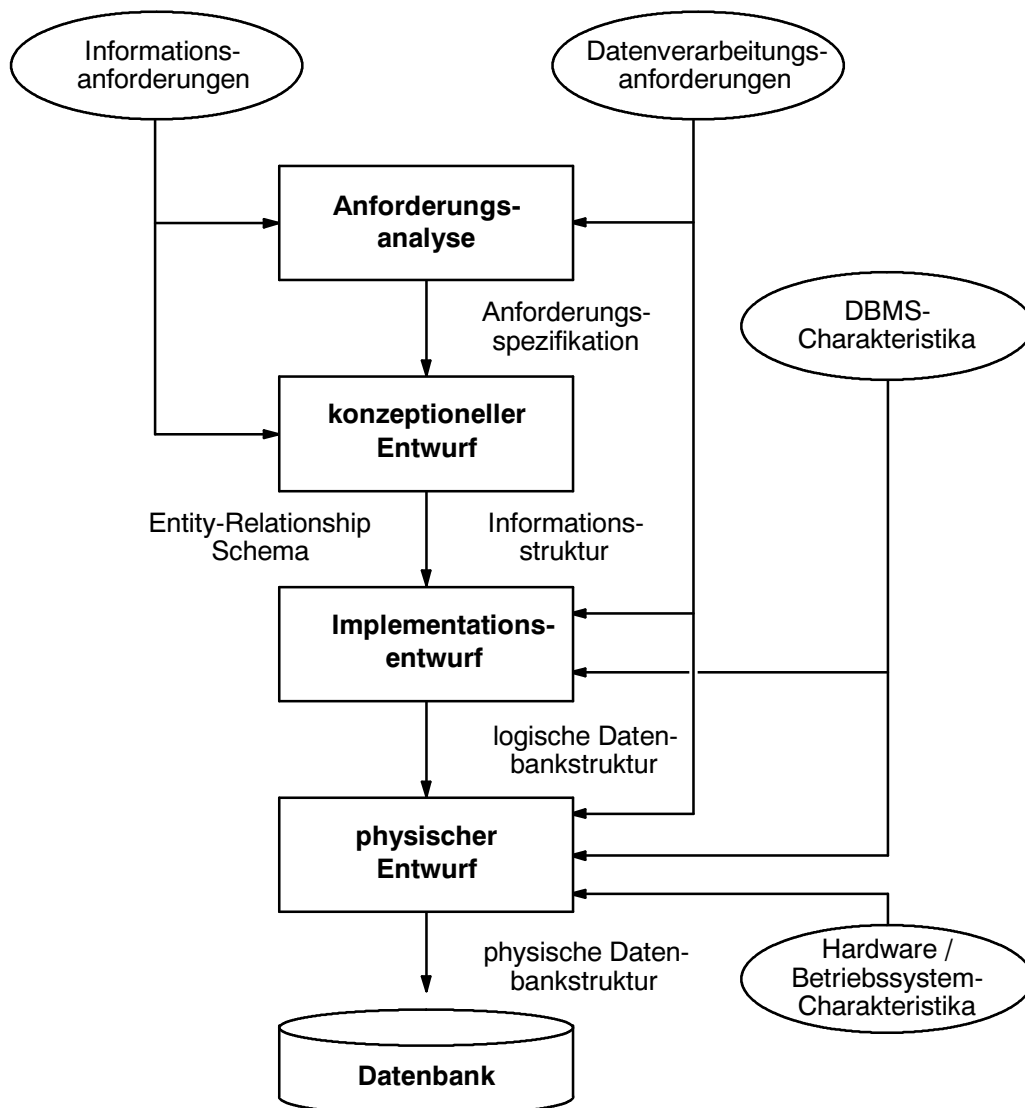 Informations-
anforderungen
Datenverarbeitungs-
anforderungen
Anforderungs-
analyse
Anforderungs-
spezifikation
DBMS-
Charakteristika
konzeptioneller
Entwurf
Entity-Relationship
Schema
Informations-
struktur
Implementations-
entwurf
logische Daten-
bankstruktur
physischer
Entwurf
physische Daten-
bankstruktur
Hardware /
Betriebssystem-
Charakteristika
Datenbank